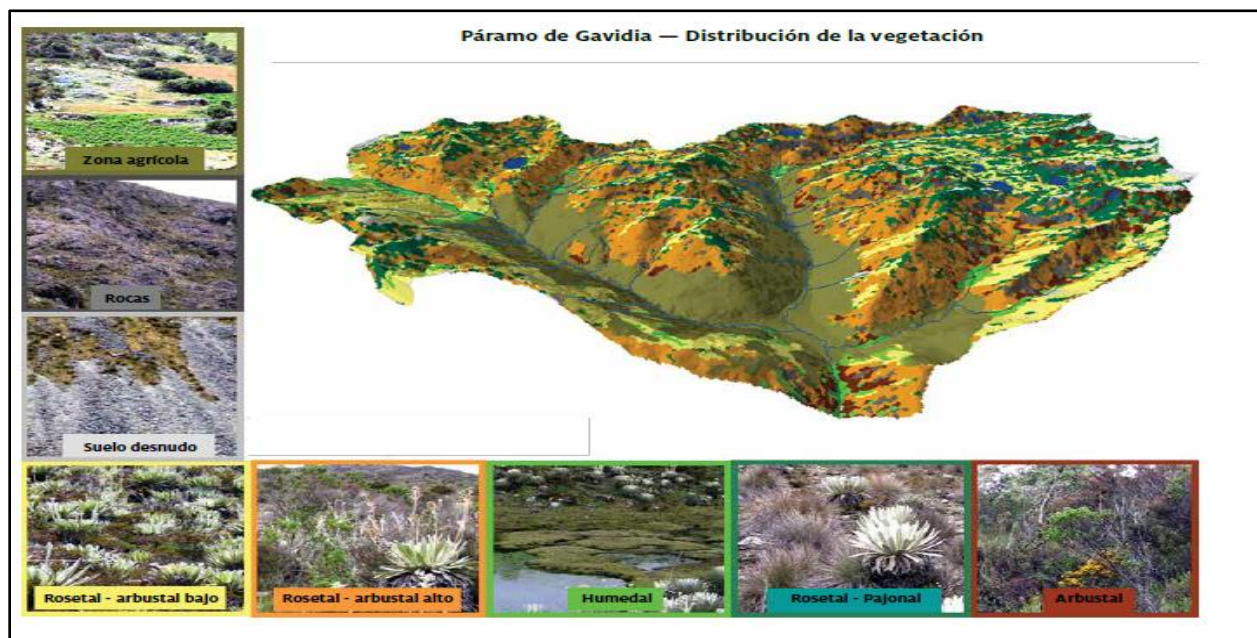 Páramo de Gavidia — Distribución de la vegetación
Zona agrícola
Rocas
Suelo desnudo
Rosetal - arbustal bajo
Rosetal - arbustal alto
Humedal
Rosetal - Pajonal
Arbustal